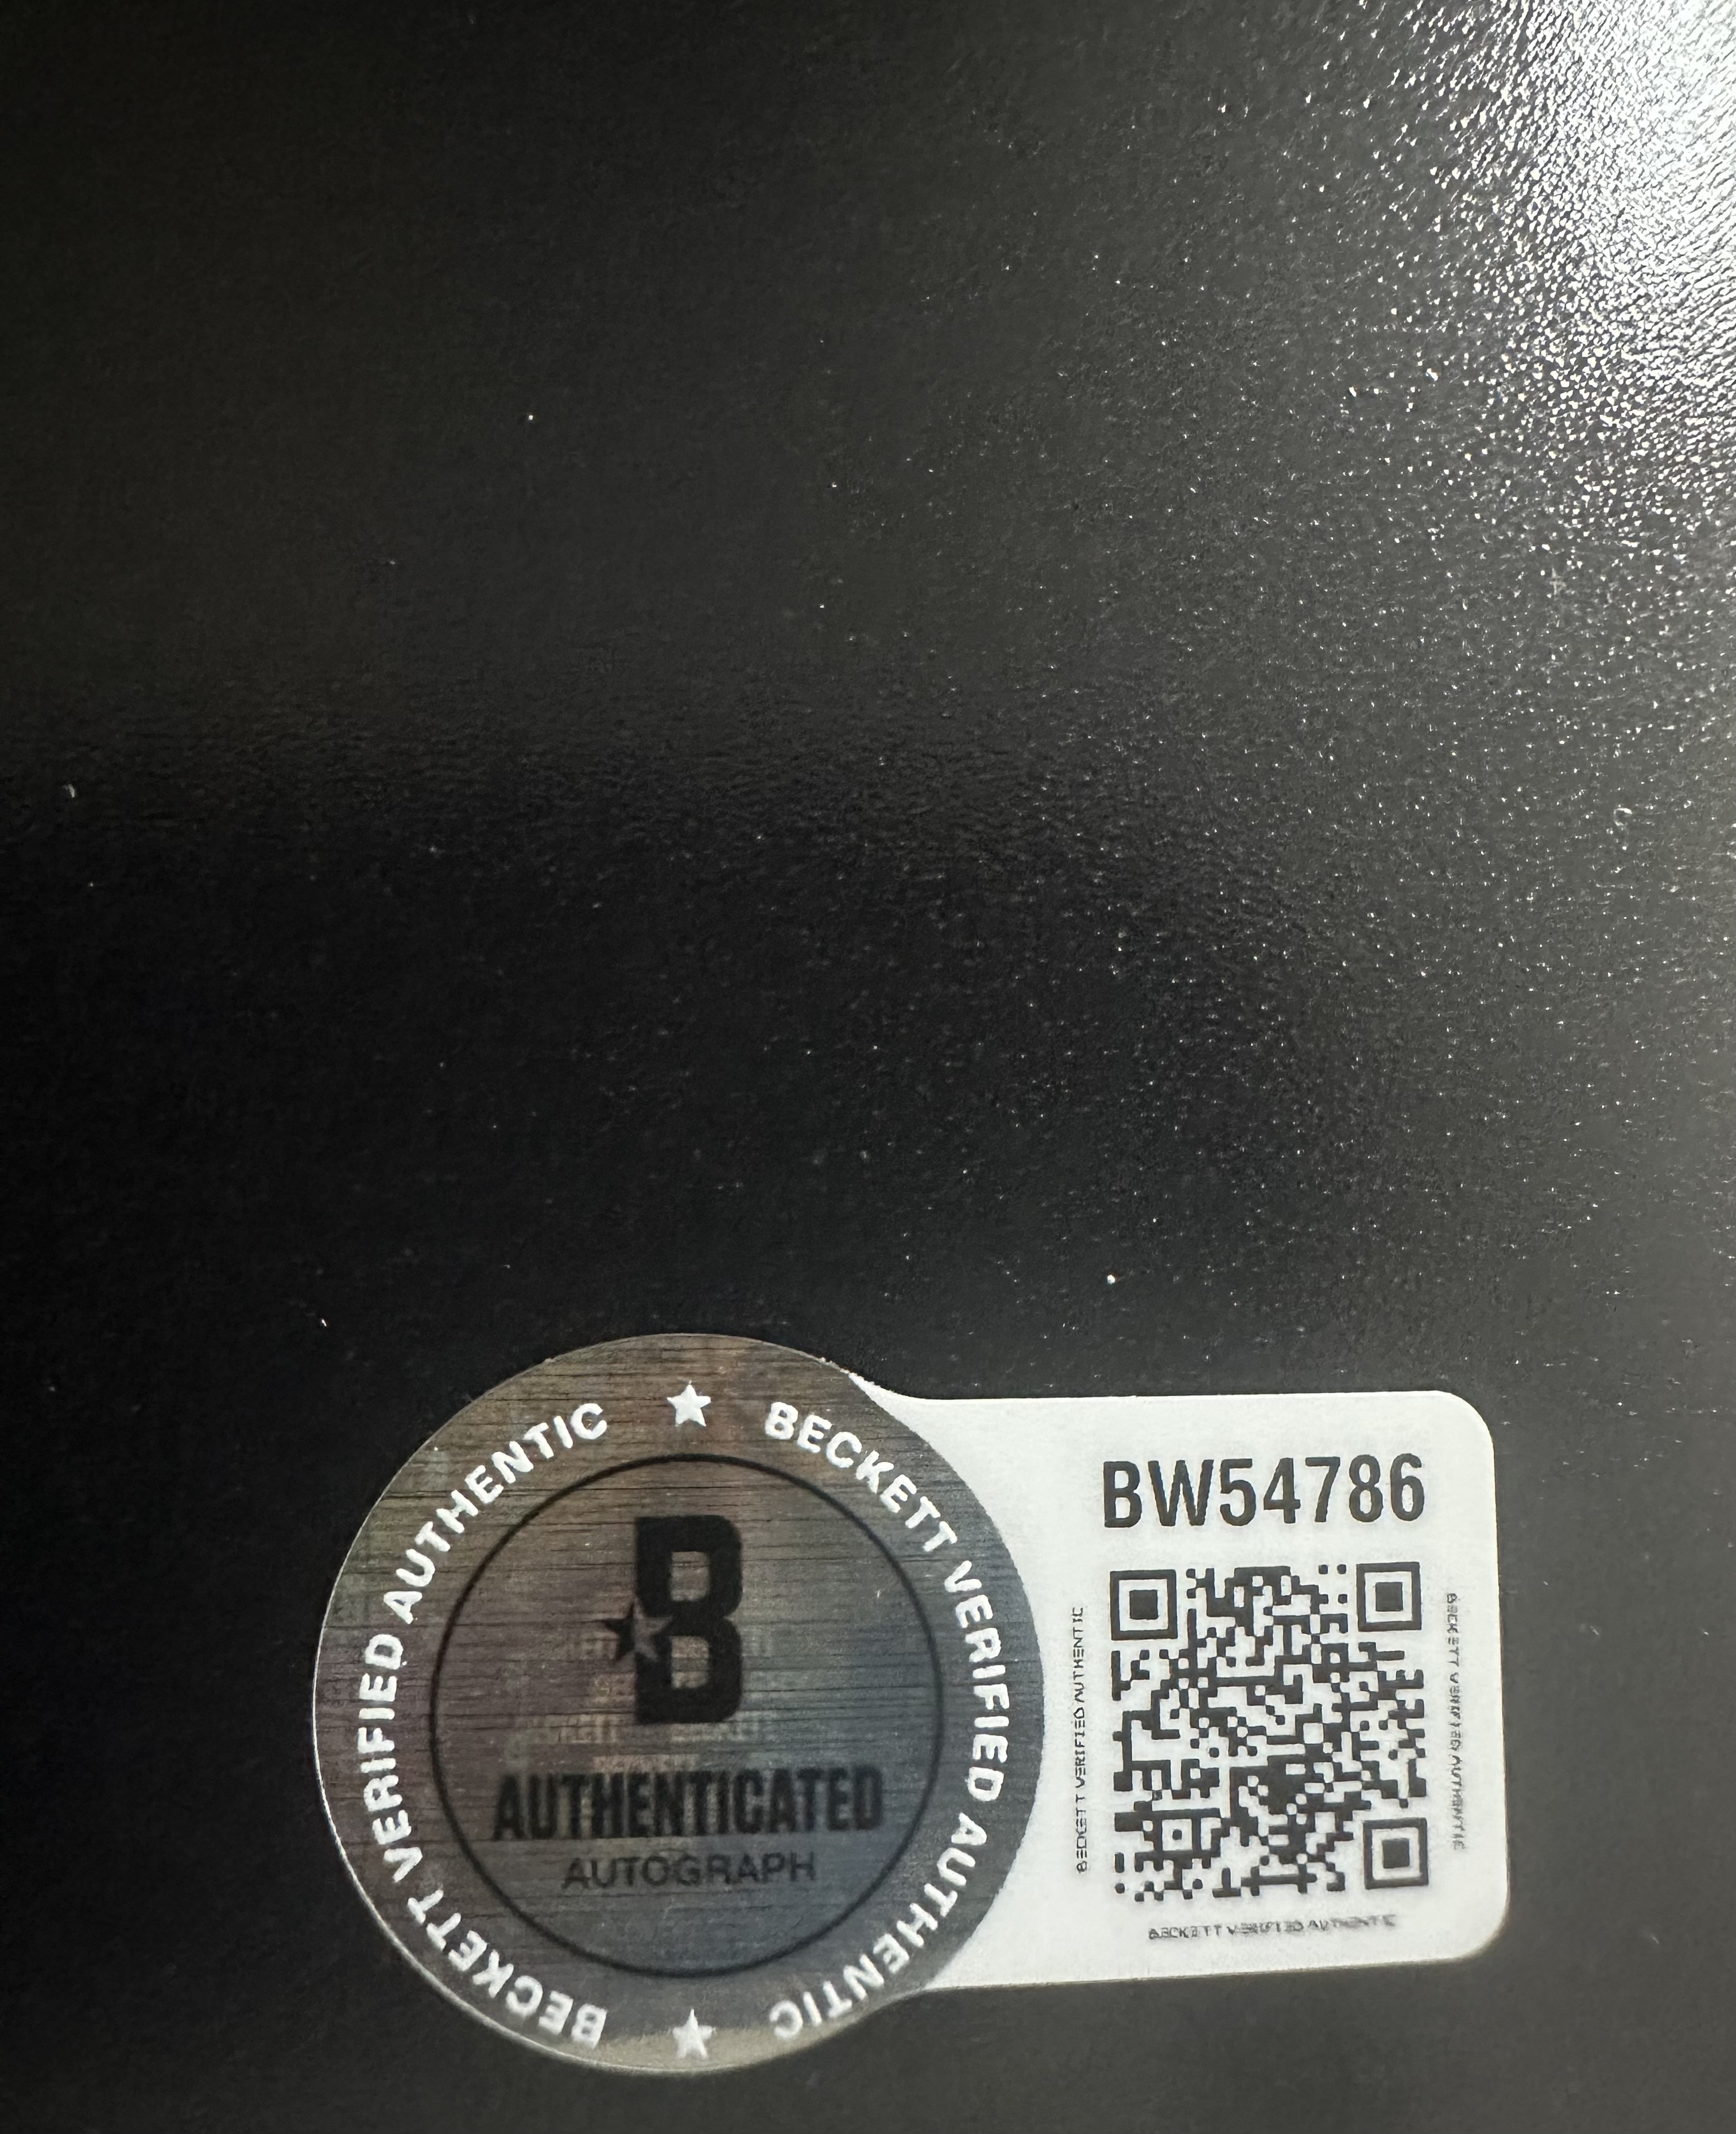 BECKETT VERIFIED AUTHENTIC
★
BECKETT VERIFIED AUTHENTIC
★
B
AUTHENTICATED
AUTOGRAPH
BW54786
BECKETT VERIFIED AUTHENTIC
BECKETT VERIFIED AUTHENTIC
BECKETT VERIFIED AUTHENTIC